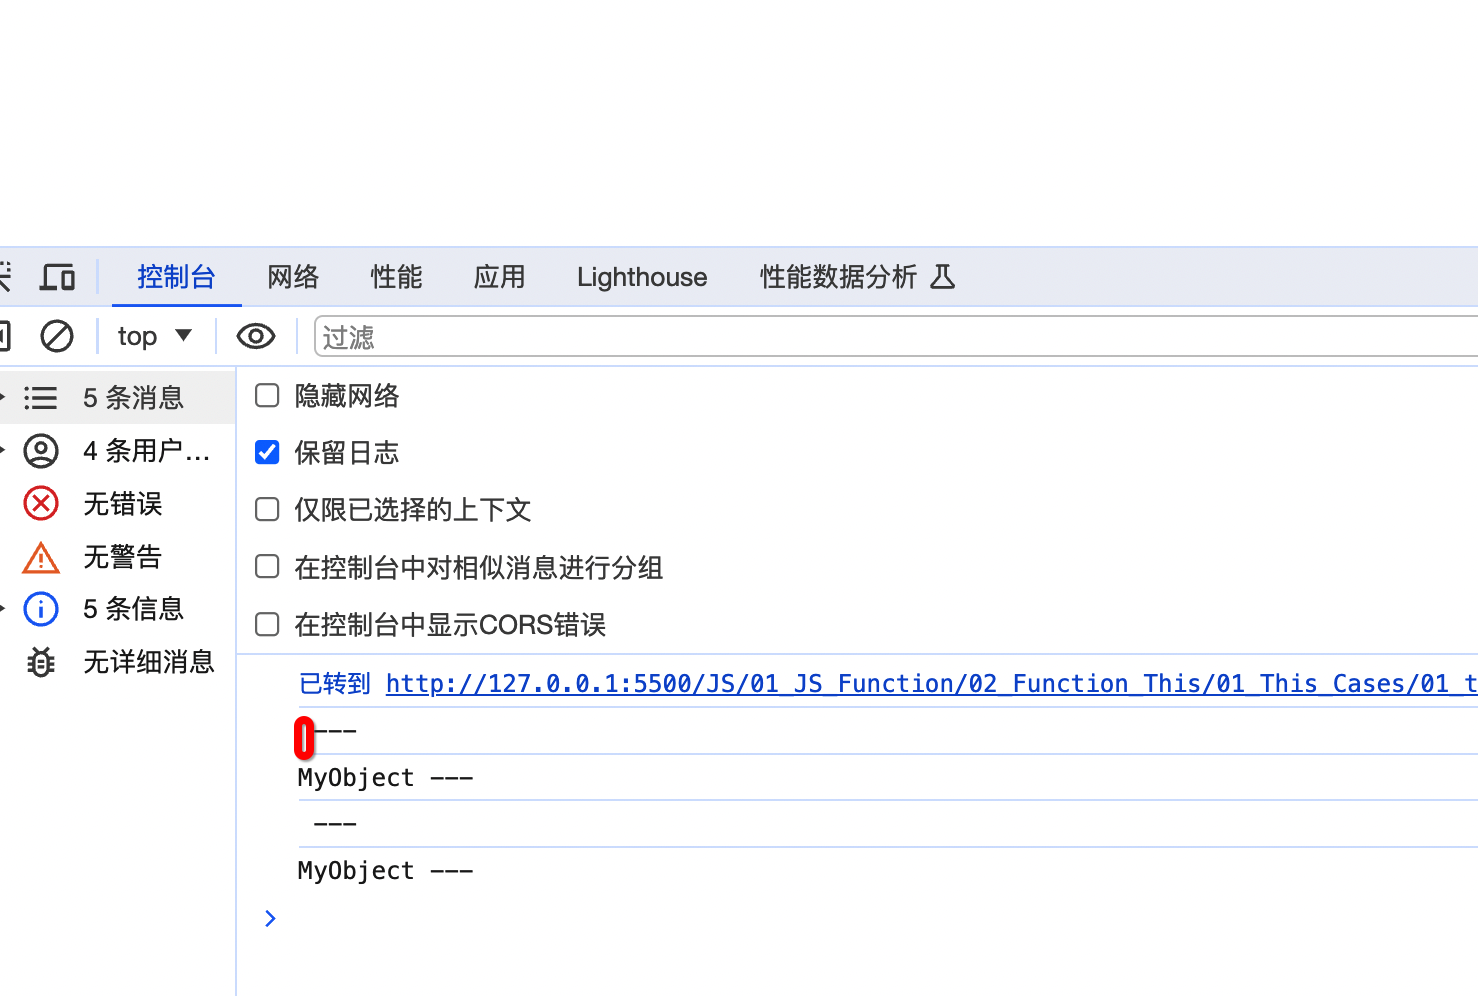 控制台 网络 性能 应用 Lighthouse 性能数据分析
top 过滤
5 条消息
4 条用户…
无错误
无警告
5 条信息
无详细消息
隐藏网络
保留日志
仅限已选择的上下文
在控制台中对相似消息进行分组
在控制台中显示CORS错误
已转到 http://127.0.0.1:5500/JS/01_JS_Function/02_Function_This/01_This_Cases/01_t
---
MyObject ---
---
MyObject ---